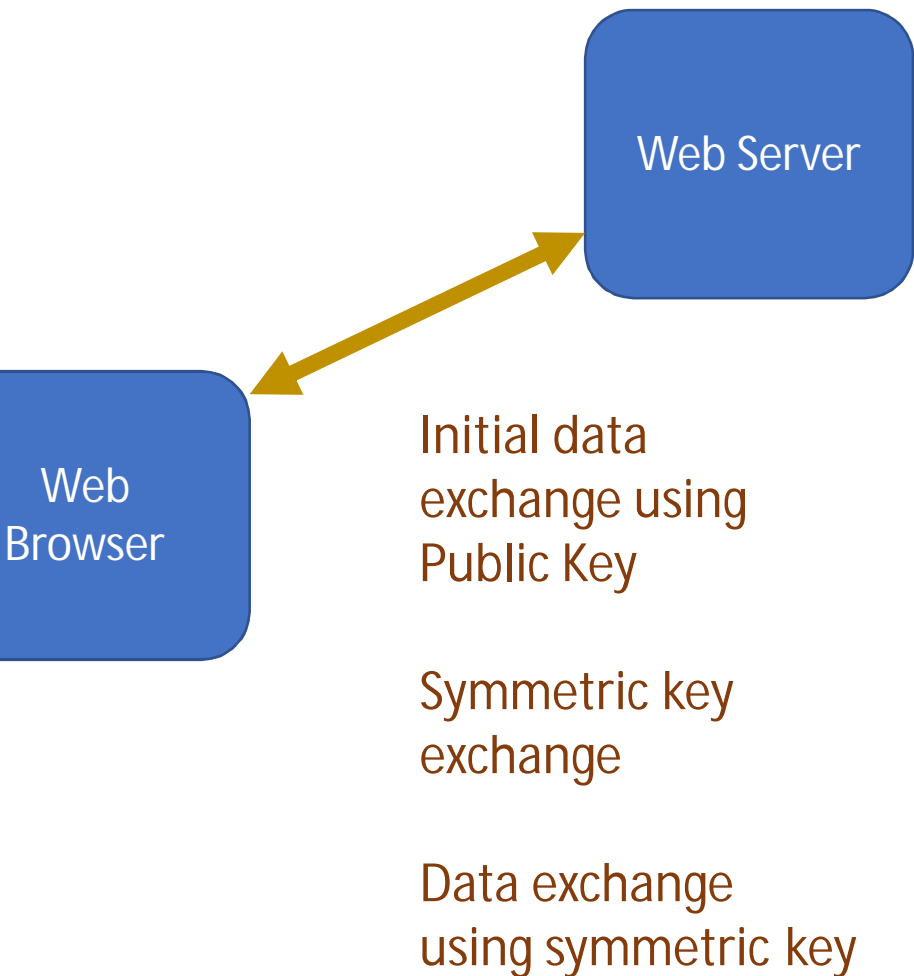 Web Server
Web
Browser
Initial data
exchange using
Public Key
Symmetric key
exchange
Data exchange
using symmetric key